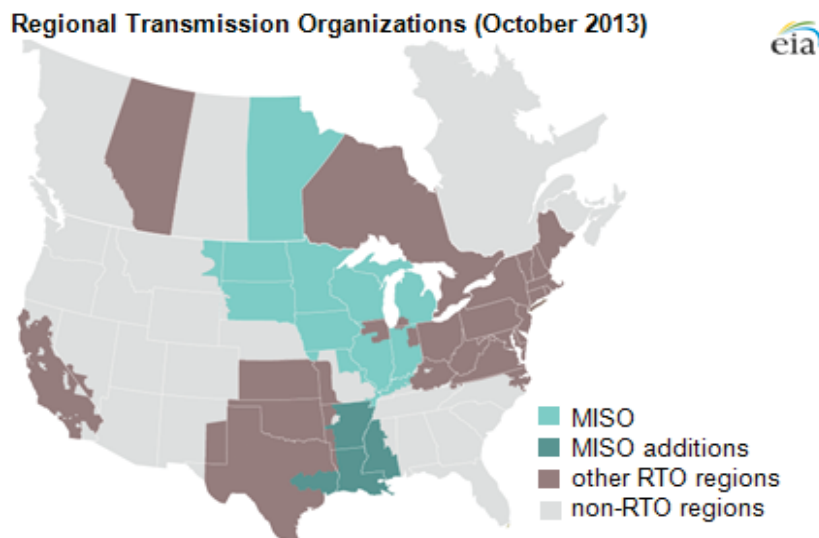 Regional Transmission Organizations (October 2013)
eia
MISO
MISO additions
other RTO regions
non-RTO regions